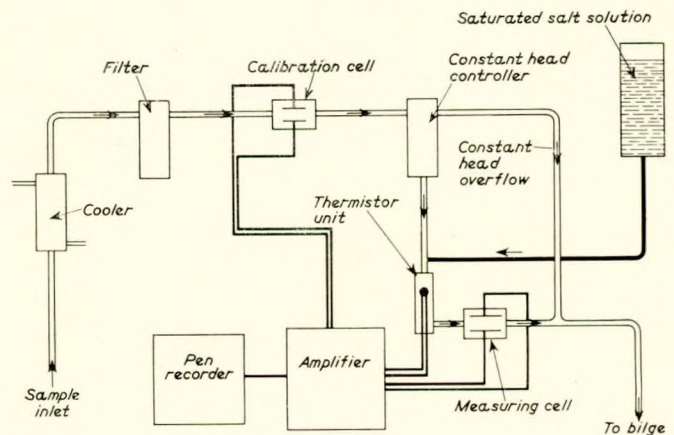 Saturated salt solution
Filter
Calibration cell
Constant head
controller
Constant
head
overflow
Thermistor
unit
Cooler
Pen
recorder
Amplifier
Sample
inlet
Measuring cell
To bilge